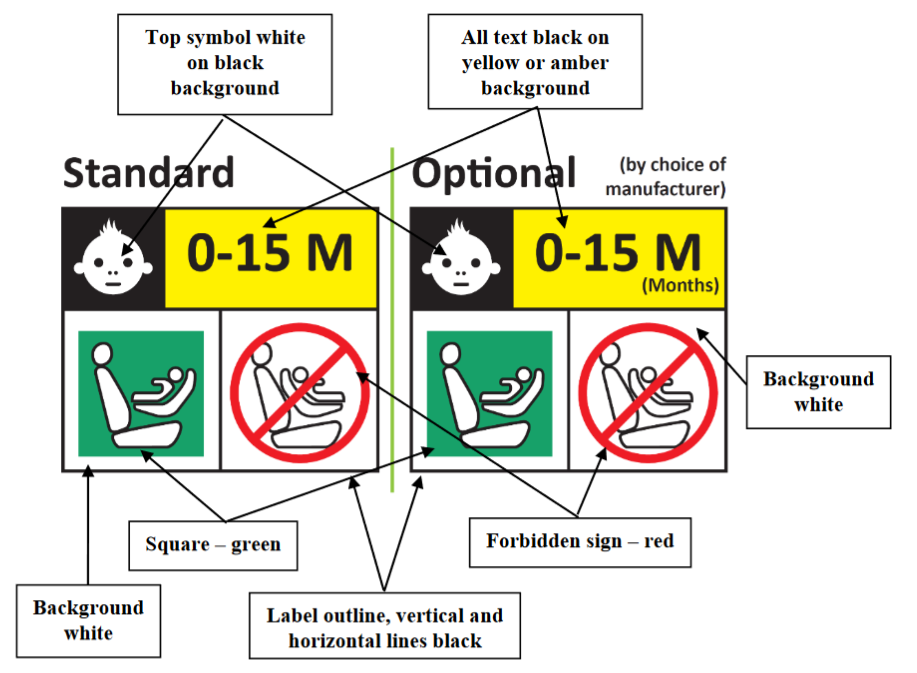 Top symbol white
on black
background
All text black on
yellow or amber
background
Standard
Optional
(by choice of
manufacturer)
0-15 M
0-15 M
(Months)
Background
white
Square – green
Forbidden sign – red
Background
white
Label outline, vertical and
horizontal lines black